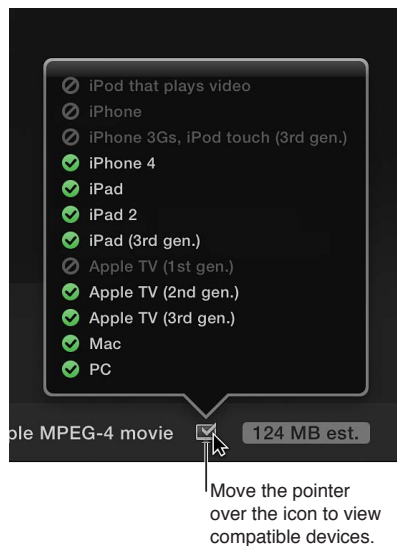 iPod that plays video
iPhone
iPhone 3Gs, iPod touch (3rd gen.)
iPhone 4
iPad
iPad 2
iPad (3rd gen.)
Apple TV (1st gen.)
Apple TV (2nd gen.)
Apple TV (3rd gen.)
Mac
PC
ple MPEG-4 movie 124 MB est.
Move the pointer
over the icon to view
compatible devices.